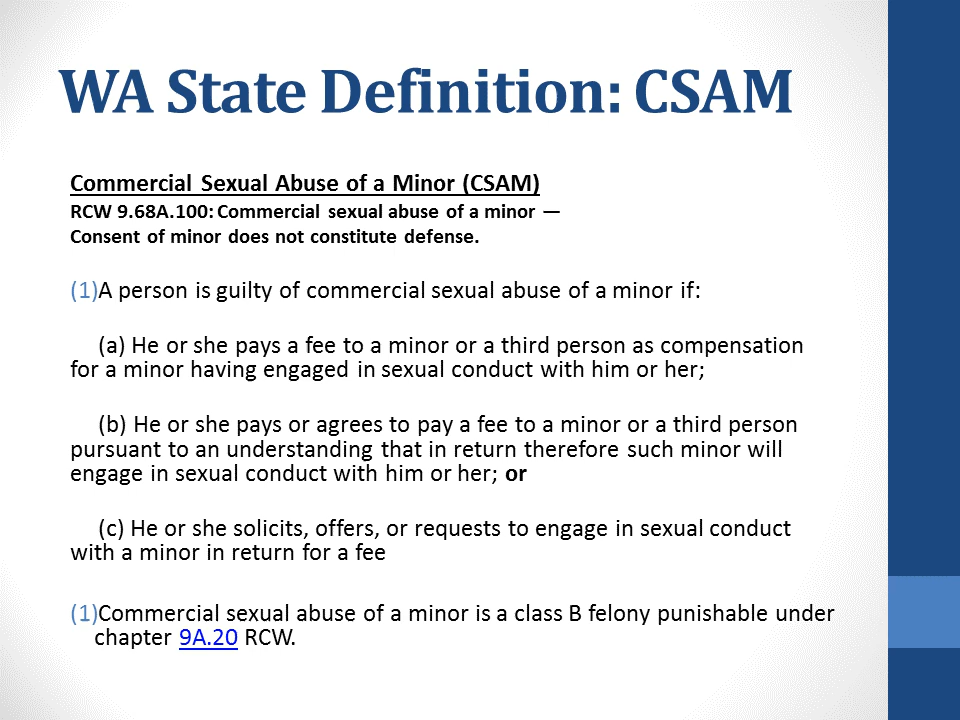 WA State Definition: CSAM
Commercial Sexual Abuse of a Minor (CSAM)
RCW 9.68A.100: Commercial sexual abuse of a minor —
Consent of minor does not constitute defense.
(1)A person is guilty of commercial sexual abuse of a minor if:
(a) He or she pays a fee to a minor or a third person as compensation
for a minor having engaged in sexual conduct with him or her;
(b) He or she pays or agrees to pay a fee to a minor or a third person
pursuant to an understanding that in return therefore such minor will
engage in sexual conduct with him or her; or
(c) He or she solicits, offers, or requests to engage in sexual conduct
with a minor in return for a fee
(1)Commercial sexual abuse of a minor is a class B felony punishable under
chapter 9A.20 RCW.